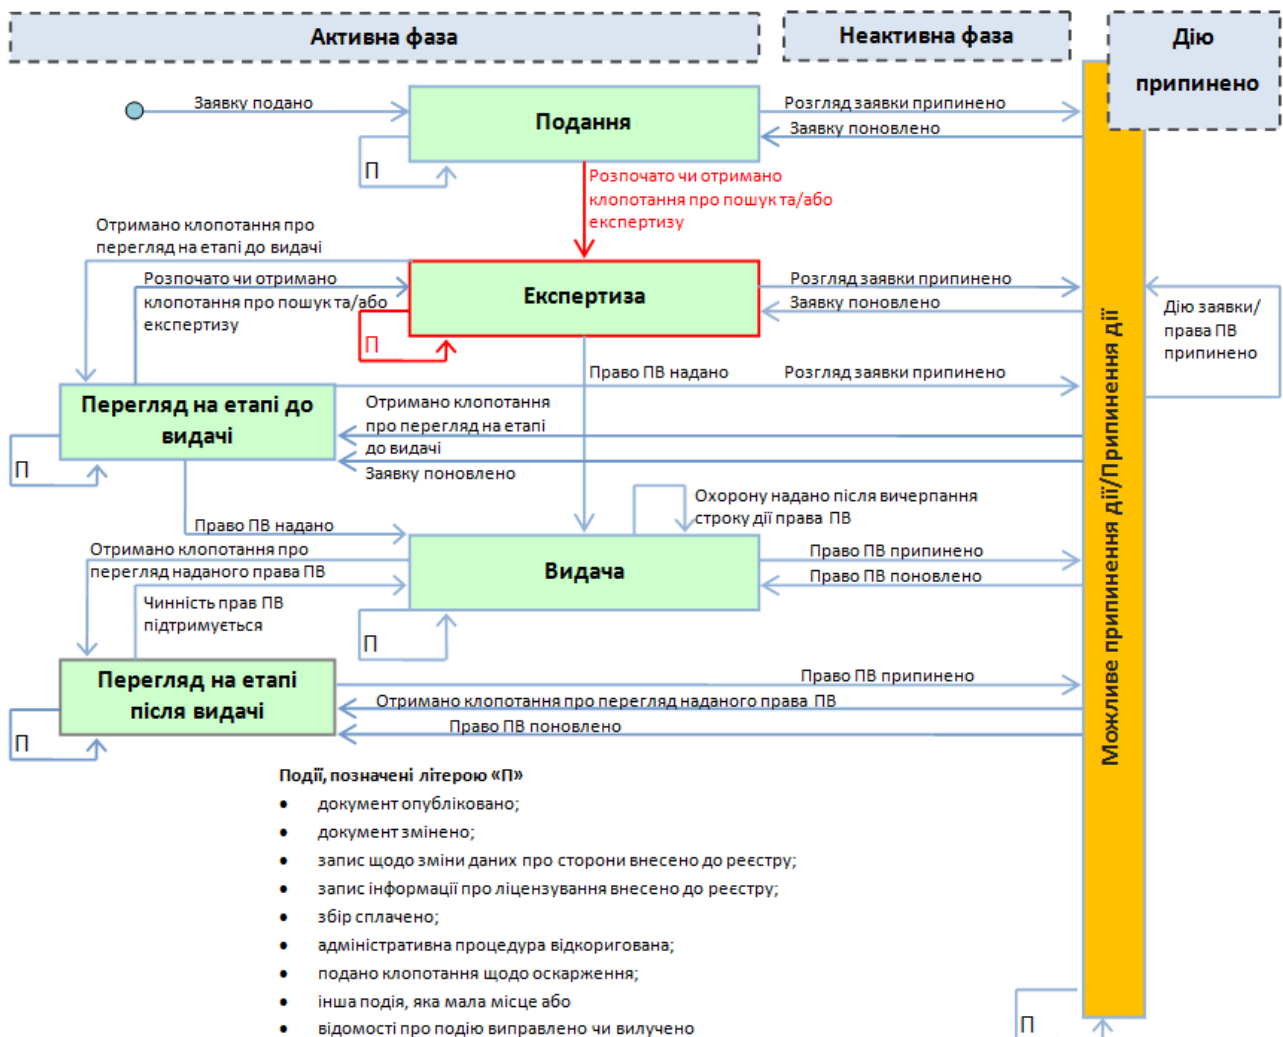 Активна фаза
Неактивна фаза
Дію
припинено
Заявку подано
Подання
Розгляд заявки припинено
Заявку поновлено
П
Розпочато чи отримано
клопотання про пошук та/або
експертизу
Отримано клопотання про
перегляд на етапі до видачі
Розпочато чи отримано
клопотання про пошук та/або
експертизу
Експертиза
П
Розгляд заявки припинено
Заявку поновлено
Дію заявки/
права ПВ
припинено
Право ПВ надано
Розгляд заявки припинено
Перегляд на етапі до
видачі
П
Отримано клопотання
про перегляд на етапі
до видачі
Заявку поновлено
Можливе припинення дії/Припинення дії
Право ПВ надано
Охорону надано після вичерпання
строку дії права ПВ
Отримано клопотання про
перегляд наданого права ПВ
Видача
П
Право ПВ припинено
Право ПВ поновлено
Чинність прав ПВ
підтримується
Перегляд на етапі
після видачі
П
Право ПВ припинено
Отримано клопотання про перегляд наданого права ПВ
Право ПВ поновлено
Події, позначені літерою «П»
• документ опубліковано;
• документ змінено;
• запис щодо зміни даних про сторони внесено до реєстру;
• запис інформації про ліцензування внесено до реєстру;
• збір сплачено;
• адміністративна процедура відкоригована;
• подано клопотання щодо оскарження;
• інша подія, яка мала місце або
• відомості про подію виправлено чи вилучено
П